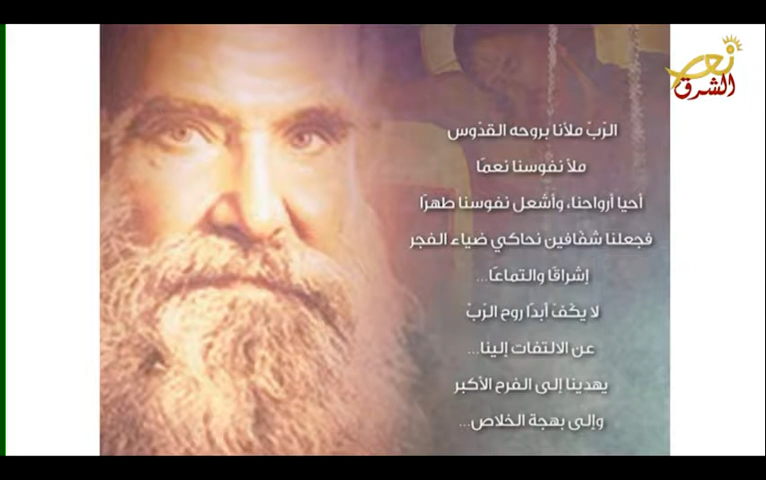 نعم
الشرق
الرّبّ ملأنا بروحه القدّوس
ملأ نفوسنا نعمًا
أحيا أرواحنا، وأشعل نفوسنا طهرًا
فجعلنا شفّافين نحاكي ضياء الفجر
إشراقًا والتماعًا...
لا يكفّ أبدًا روح الرّبّ
عن الالتفات إلينا...
يهدينا إلى الفرح الأكبر
وإلى بهجة الخلاص...